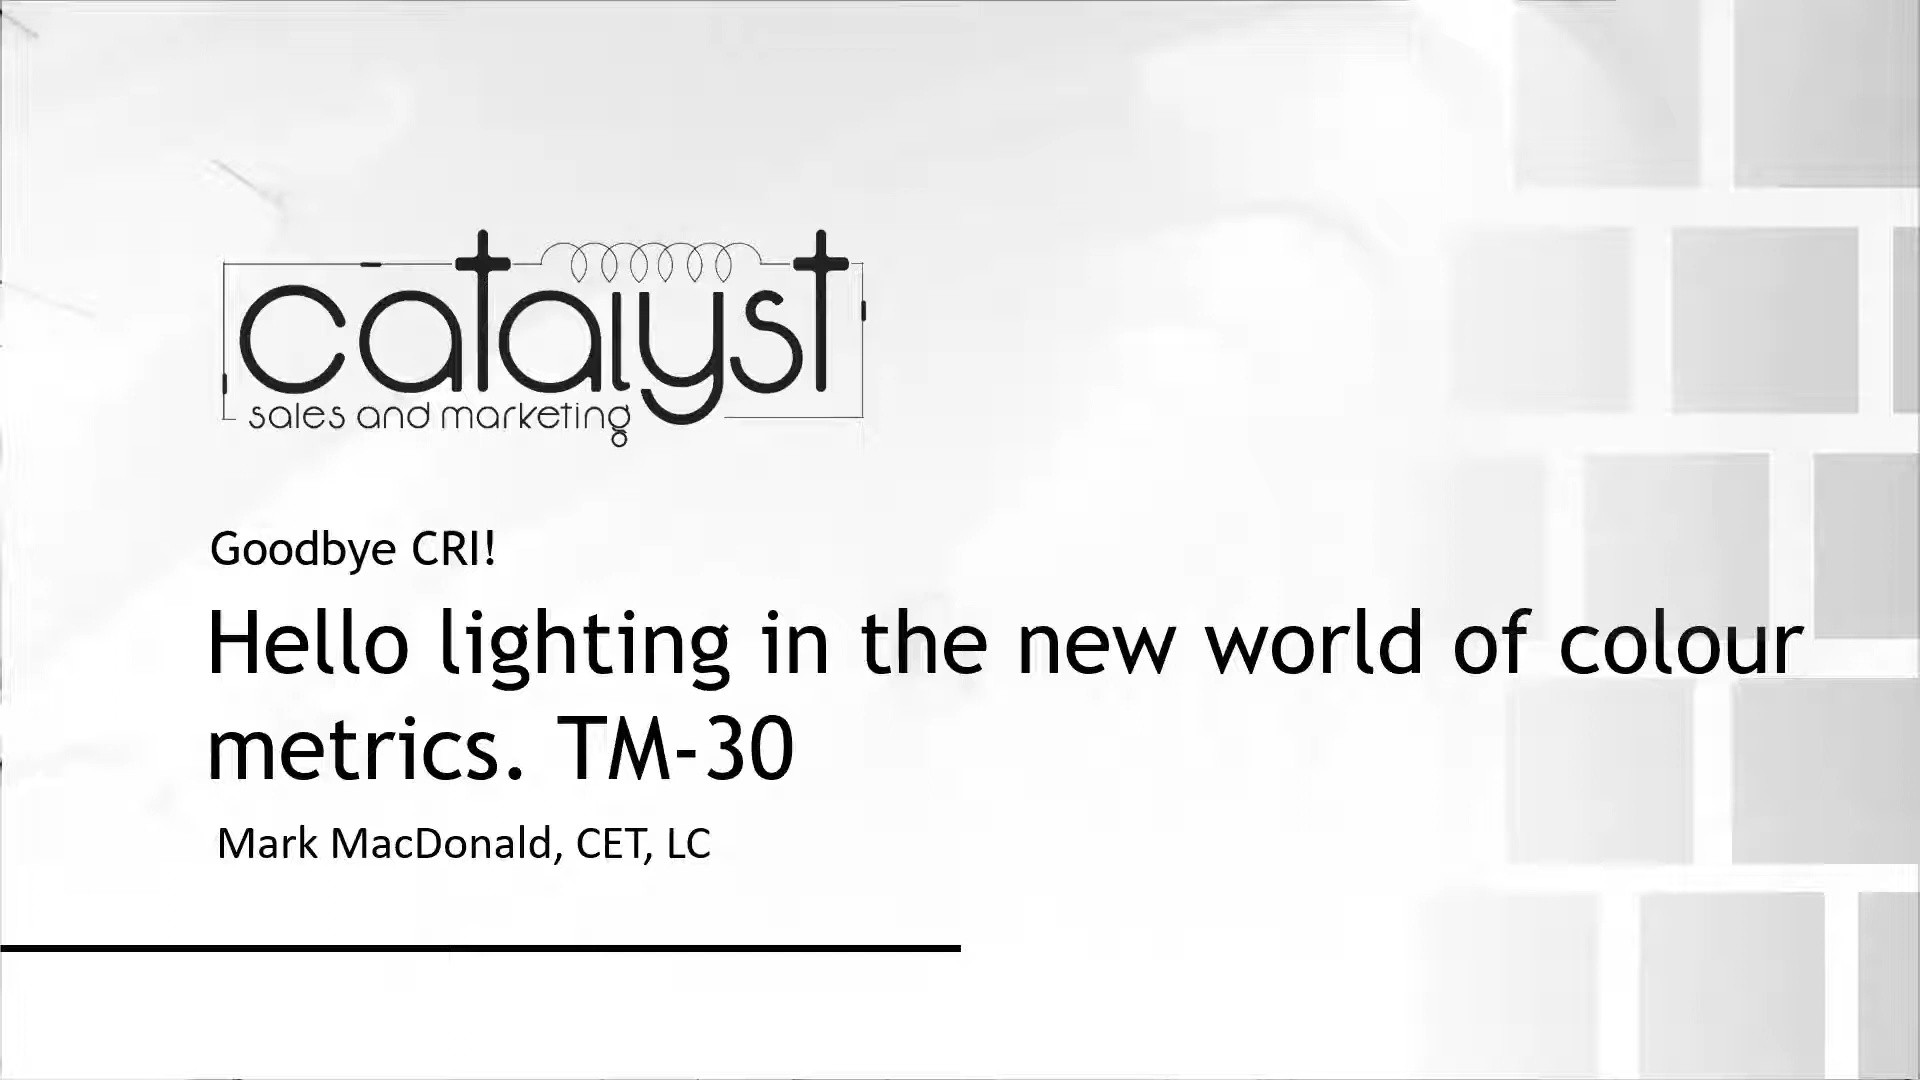 catalyst
sales and marketing
Goodbye CRI!
Hello lighting in the new world of colour
metrics. TM-30
Mark MacDonald, CET, LC